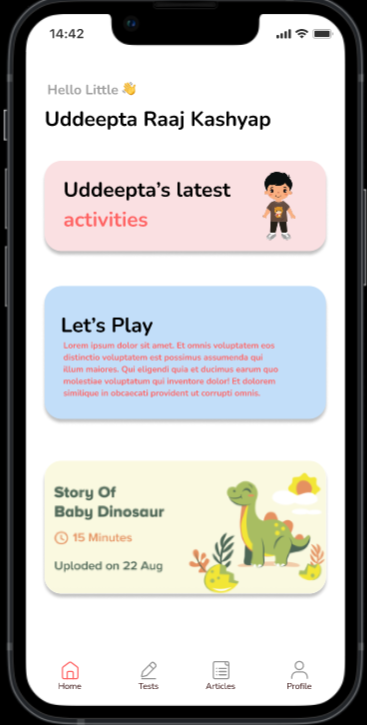 14:42
Hello Little 👋
Uddeepta Raaj Kashyap
Uddeepta's latest
activities
Let's Play
Lorem ipsum dolor sit amet. Et omnis voluptatem eos
distinctio voluptatem est possimus assumenda qui
illum maiores. Qui eligendi quia et ducimus earum quo
molestiae voluptatum qui inventore dolor! Et dolorem
similique in obcaecati provident ut corrupti omnis.
Story Of
Baby Dinosaur
15 Minutes
Uploded on 22 Aug
Home Tests Articles Profile